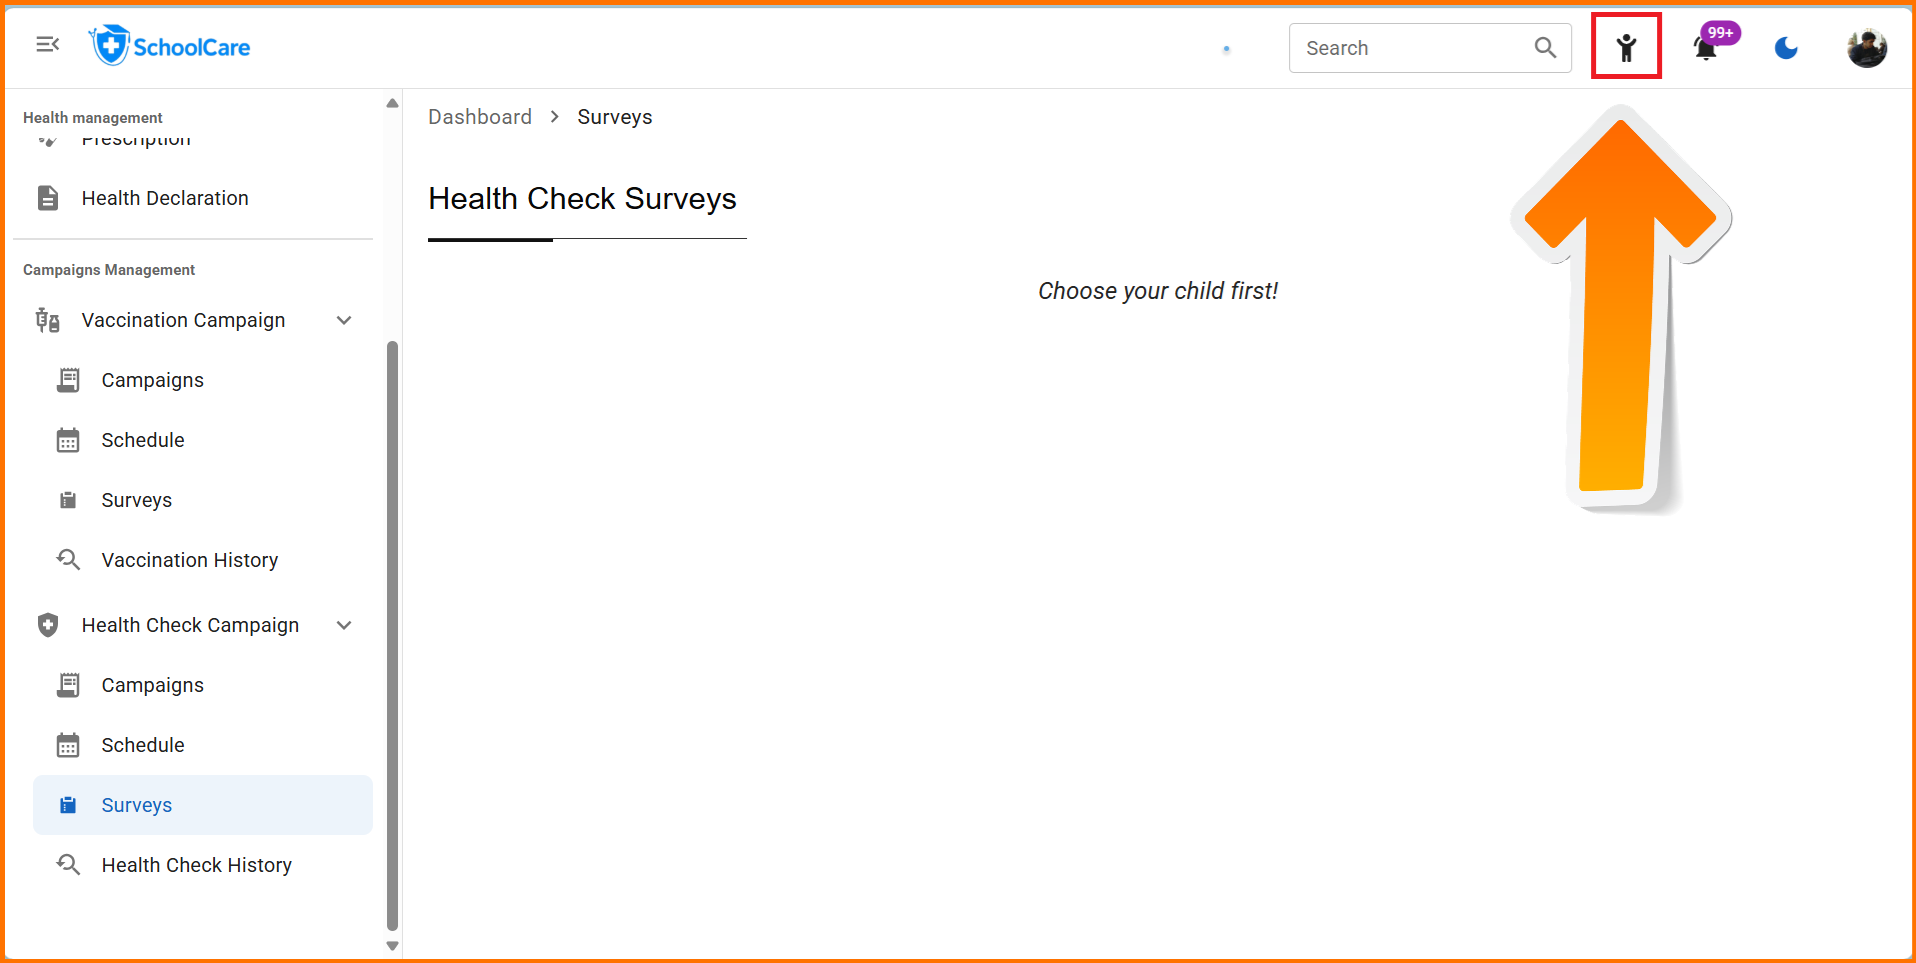 SchoolCare
Search
99+
Health management
Prescription
Health Declaration
Campaigns Management
Vaccination Campaign
Campaigns
Schedule
Surveys
Vaccination History
Health Check Campaign
Campaigns
Schedule
Surveys
Health Check History
Dashboard > Surveys
Health Check Surveys
Choose your child first!